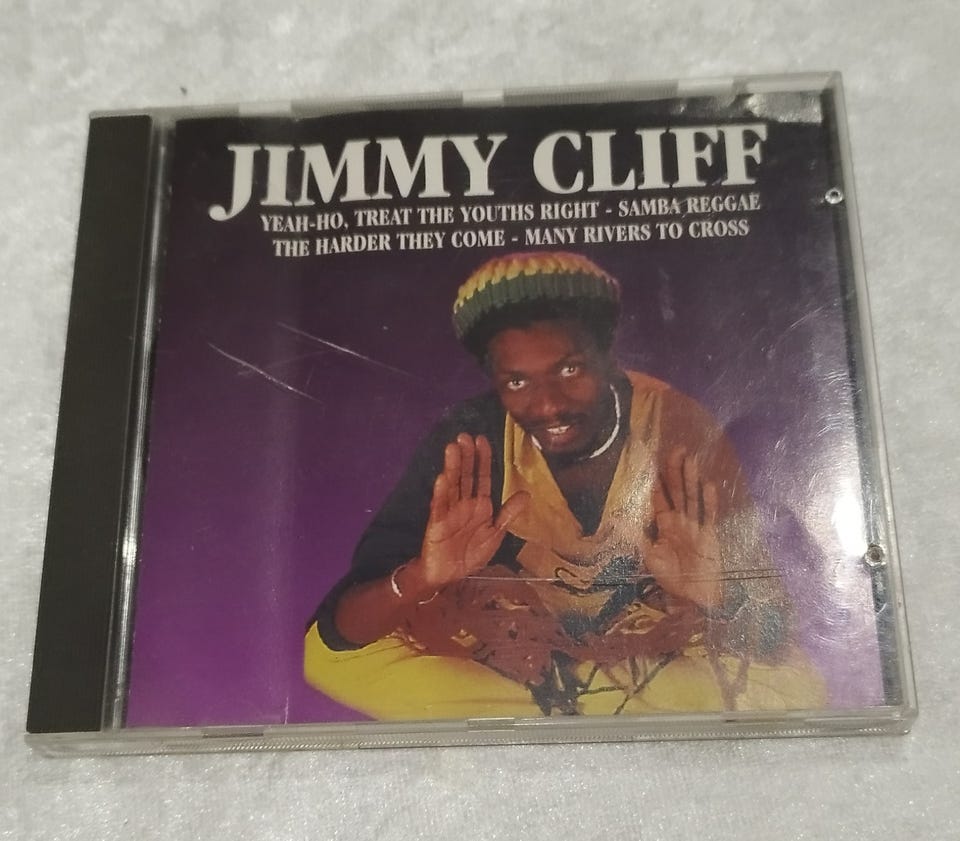 JIMMY CLIFF
YEAH-HO, TREAT THE YOUTHS RIGHT - SAMBA REGGAE
THE HARDER THEY COME - MANY RIVERS TO CROSS